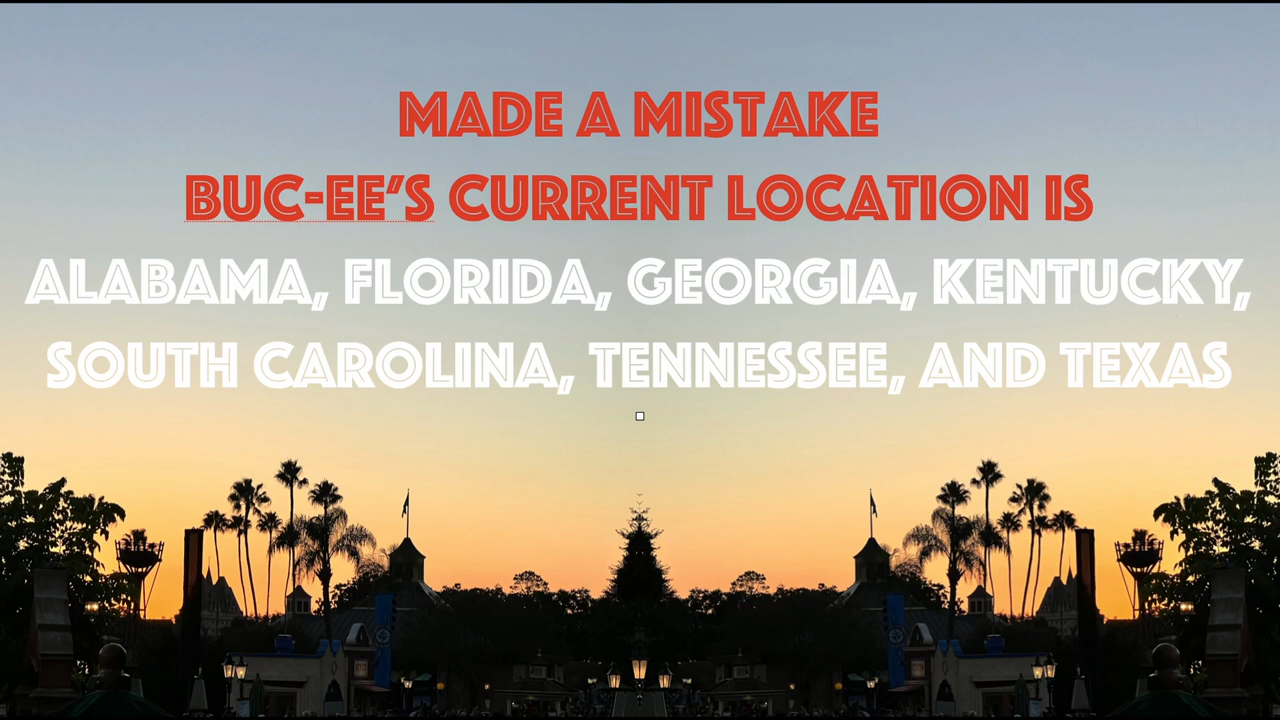 MADE A MISTAKE
BUC-EE'S CURRENT LOCATION IS
ALABAMA, FLORIDA, GEORGIA, KENTUCKY,
SOUTH CAROLINA, TENNESSEE, AND TEXAS